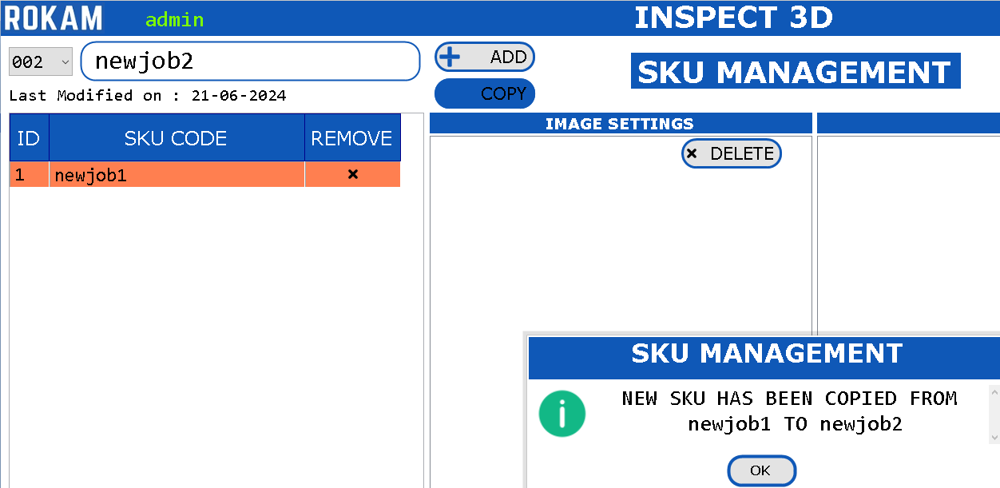 ROKAM admin INSPECT 3D
002 newjob2 ADD
SKU MANAGEMENT
COPY
Last Modified on : 21-06-2024
ID SKU CODE REMOVE
IMAGE SETTINGS
DELETE
1 newjob1
SKU MANAGEMENT
NEW SKU HAS BEEN COPIED FROM
newjob1 TO newjob2
OK